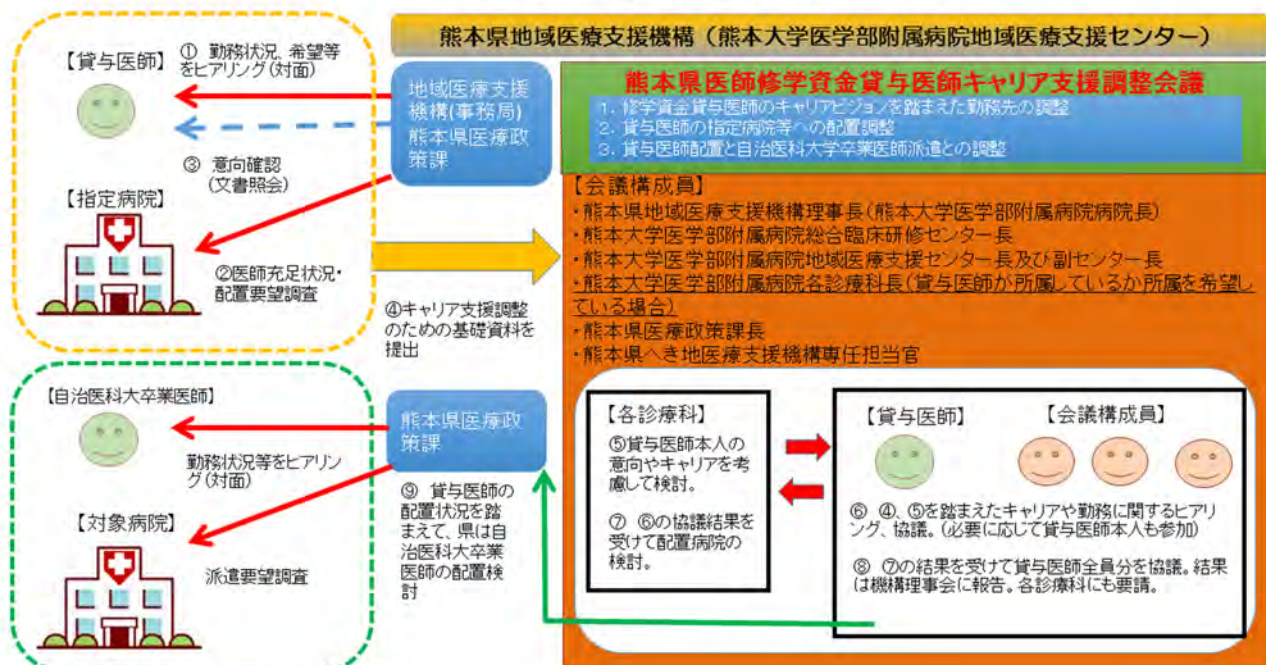 熊本県地域医療支援機構（熊本大学医学部附属病院地域医療支援センター）
【貸与医師】
① 勤務状況、希望等
をヒアリング(対面)
地域医療支援
機構(事務局)
熊本県医療政
策課
③ 意向確認
(文書照会)
【指定病院】
②医師充足状況・
配置要望調査
④キャリア支援調整
のための基礎資料を
提出
熊本県医師修学資金貸与医師キャリア支援調整会議
1. 修学資金貸与医師のキャリアビジョンを踏まえた勤務先の調整
2. 貸与医師の指定病院等への配置調整
3. 貸与医師配置と自治医科大学卒業医師派遣との調整
【会議構成員】
・熊本県地域医療支援機構理事長(熊本大学医学部附属病院病院長)
・熊本大学医学部附属病院総合臨床研修センター長
・熊本大学医学部附属病院地域医療支援センター長及び副センター長
・熊本大学医学部附属病院各診療科長(貸与医師が所属しているか所属を希望し
ている場合)
・熊本県医療政策課長
・熊本県へき地医療支援機構専任担当官
【自治医科大卒業医師】
勤務状況等をヒアリン
グ(対面)
【対象病院】
派遣要望調査
熊本県医療政
策課
⑨ 貸与医師の
配置状況を踏
まえて、県は自
治医科大卒業
医師の配置検
討
【各診療科】
⑤貸与医師本人の
意向やキャリアを考
慮して検討。
⑦ ⑥の協議結果を
受けて配置病院の
検討。
【貸与医師】
【会議構成員】
⑥ ④、⑤を踏まえたキャリアや勤務に関するヒアリ
ング、協議。(必要に応じて貸与医師本人も参加)
⑧ ⑦の結果を受けて貸与医師全員分を協議。結果
は機構理事会に報告。各診療科にも要請。